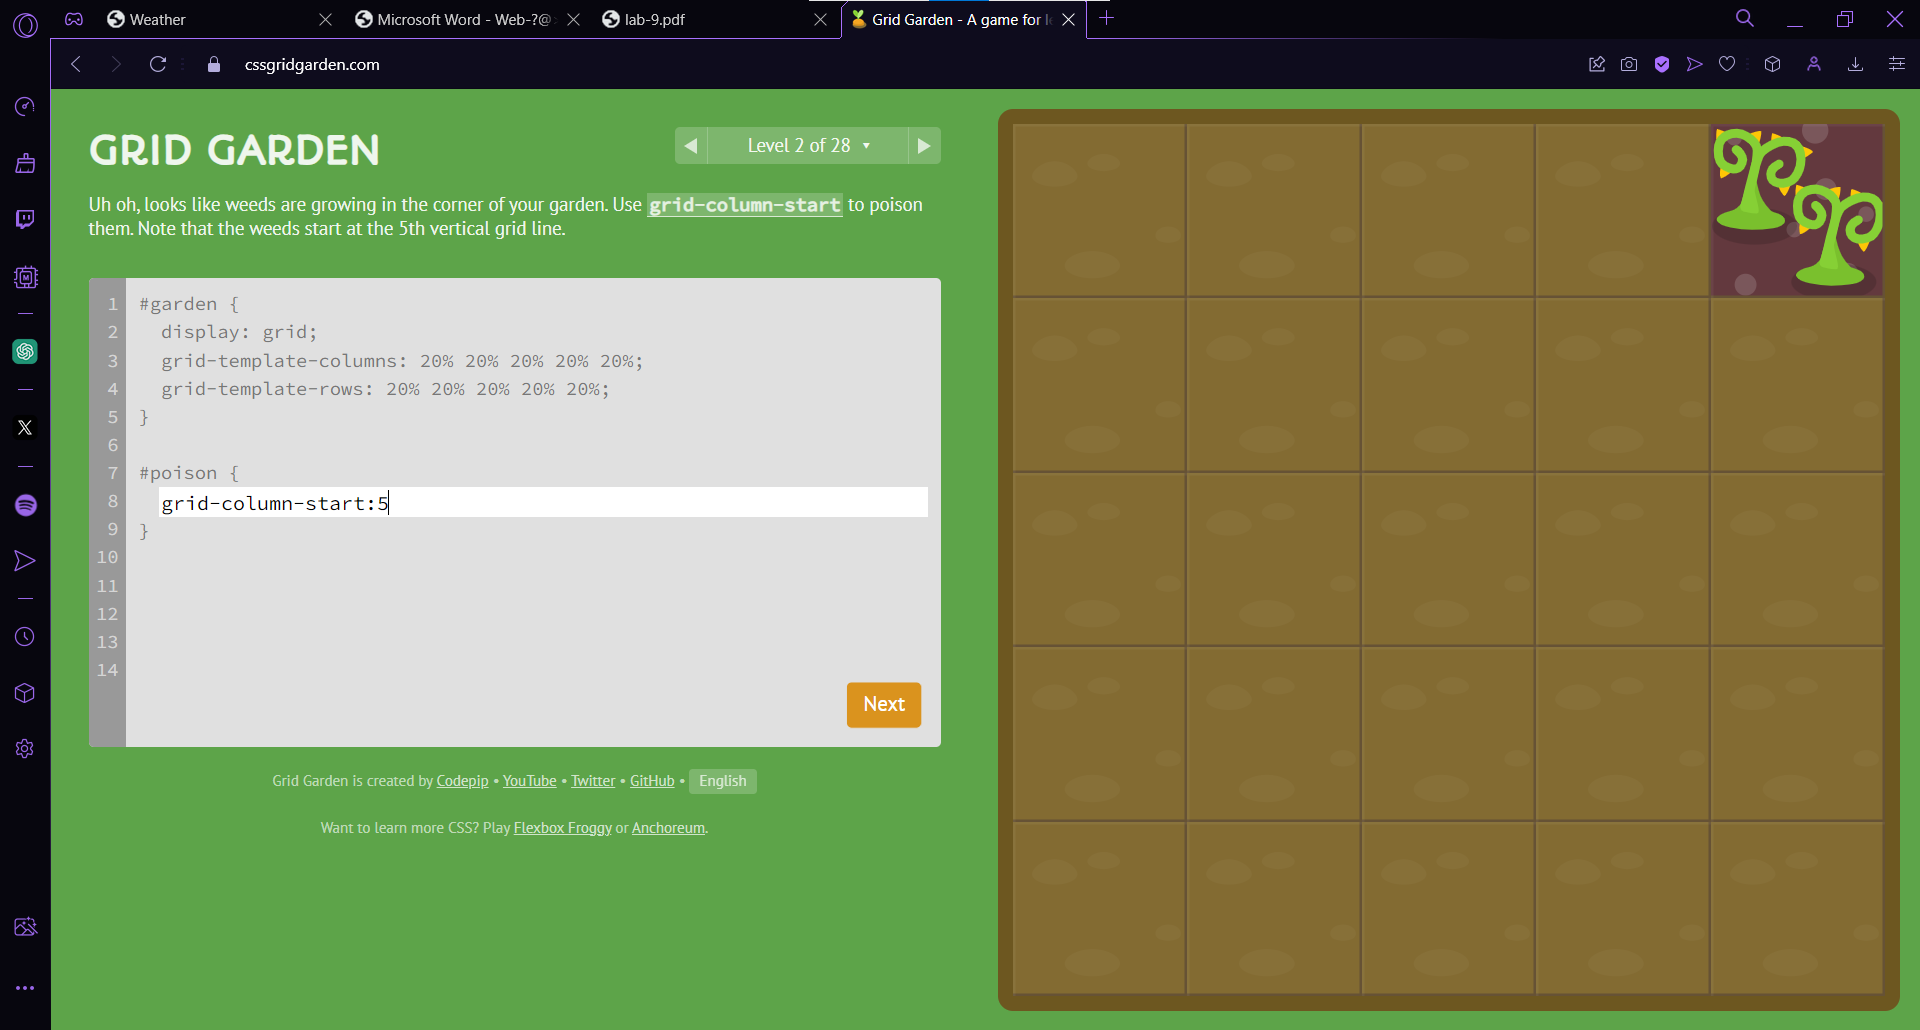 Weather
Microsoft Word - Web-?@
lab-9.pdf
Grid Garden - A game for l
cssgridgarden.com
GRID GARDEN
Level 2 of 28
Uh oh, looks like weeds are growing in the corner of your garden. Use grid-column-start to poison
them. Note that the weeds start at the 5th vertical grid line.
1 #garden {
2 display: grid;
3 grid-template-columns: 20% 20% 20% 20% 20%;
4 grid-template-rows: 20% 20% 20% 20% 20%;
5 }
6
7 #poison {
8 grid-column-start:5
9 }
10
11
12
13
14
Next
Grid Garden is created by Codepip • YouTube • Twitter • GitHub • English
Want to learn more CSS? Play Flexbox Froggy or Anchoreum.